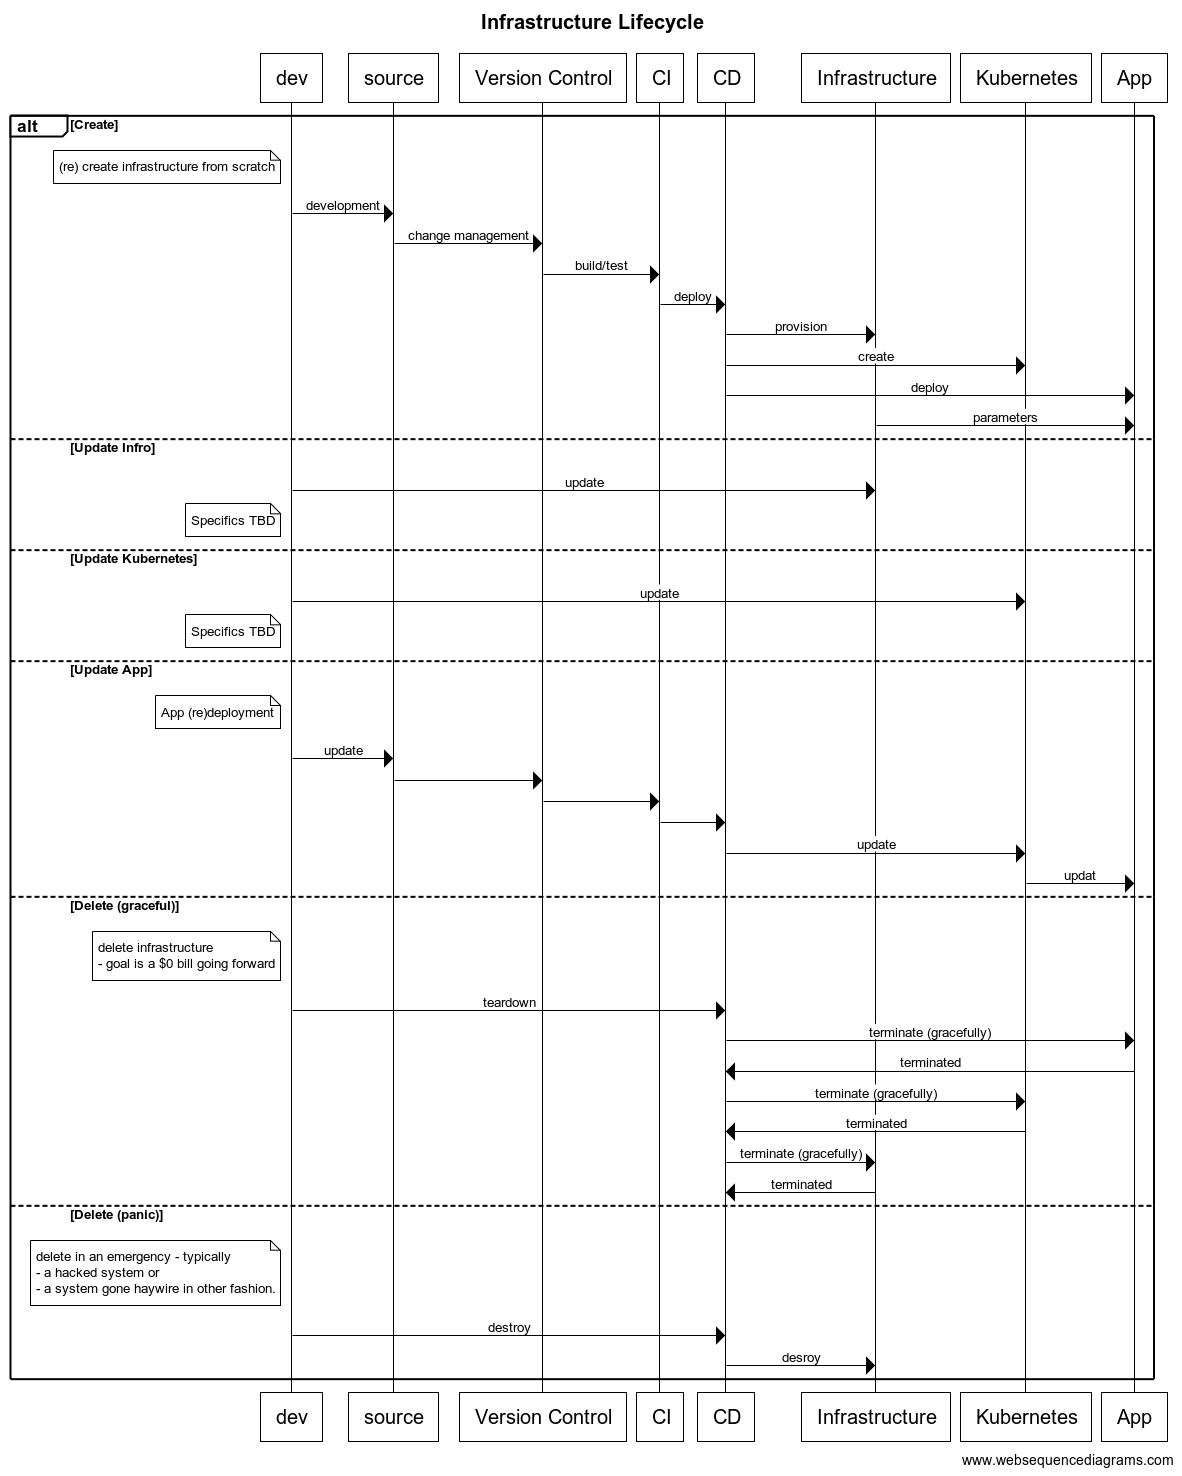 Infrastructure Lifecycle
dev
source
Version Control
CI
CD
Infrastructure
Kubernetes
App
alt
[Create]
(re) create infrastructure from scratch
development
change management
build/test
deploy
provision
create
deploy
parameters
[Update Infro]
update
Specifics TBD
[Update Kubernetes]
update
Specifics TBD
[Update App]
App (re)deployment
update
update
updat
[Delete (graceful)]
delete infrastructure
- goal is a $0 bill going forward
teardown
terminate (gracefully)
terminated
terminate (gracefully)
terminated
terminate (gracefully)
terminated
[Delete (panic)]
delete in an emergency - typically
- a hacked system or
- a system gone haywire in other fashion.
destroy
desroy
dev
source
Version Control
CI
CD
Infrastructure
Kubernetes
App
www.websequencediagrams.com